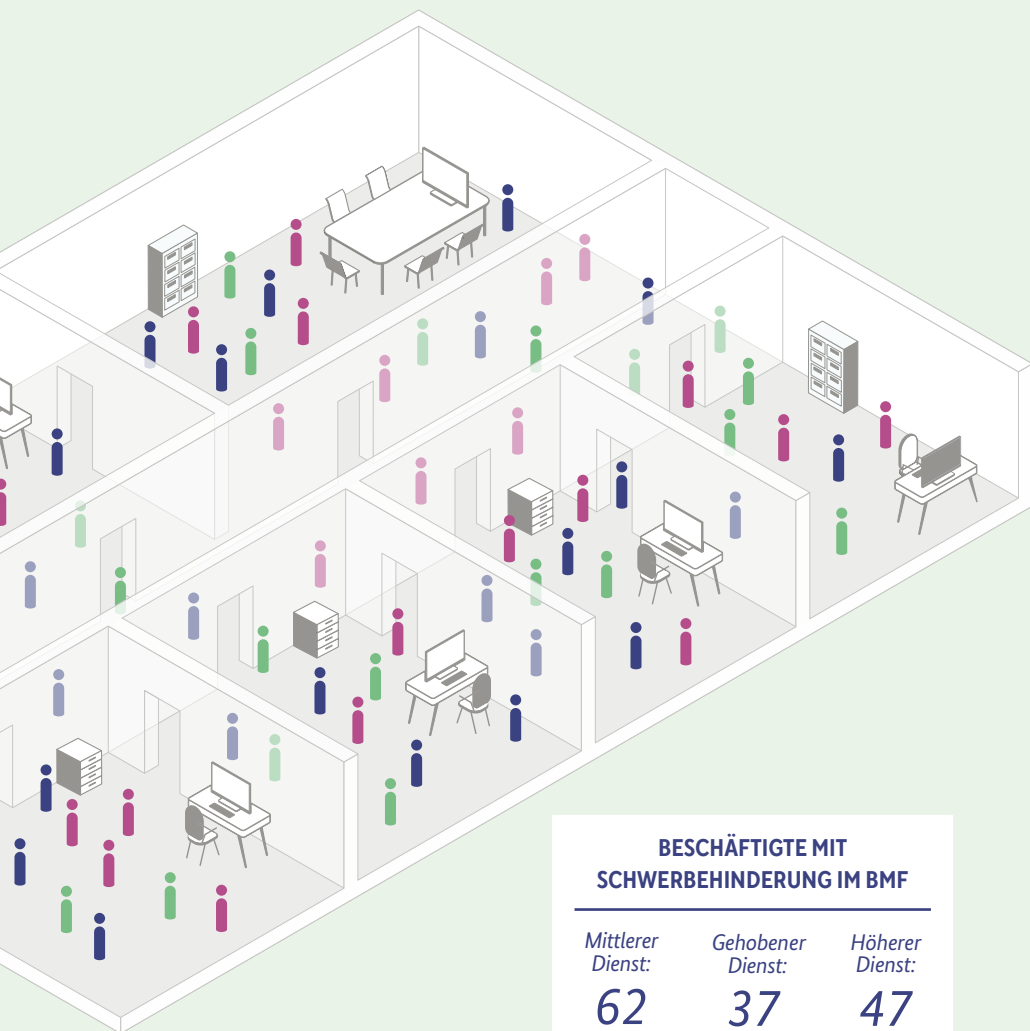 BESCHÄFTIGTE MIT
SCHWERBEHINDERUNG IM BMF
Mittlerer Dienst:
62
Gehobener Dienst:
37
Höherer Dienst:
47